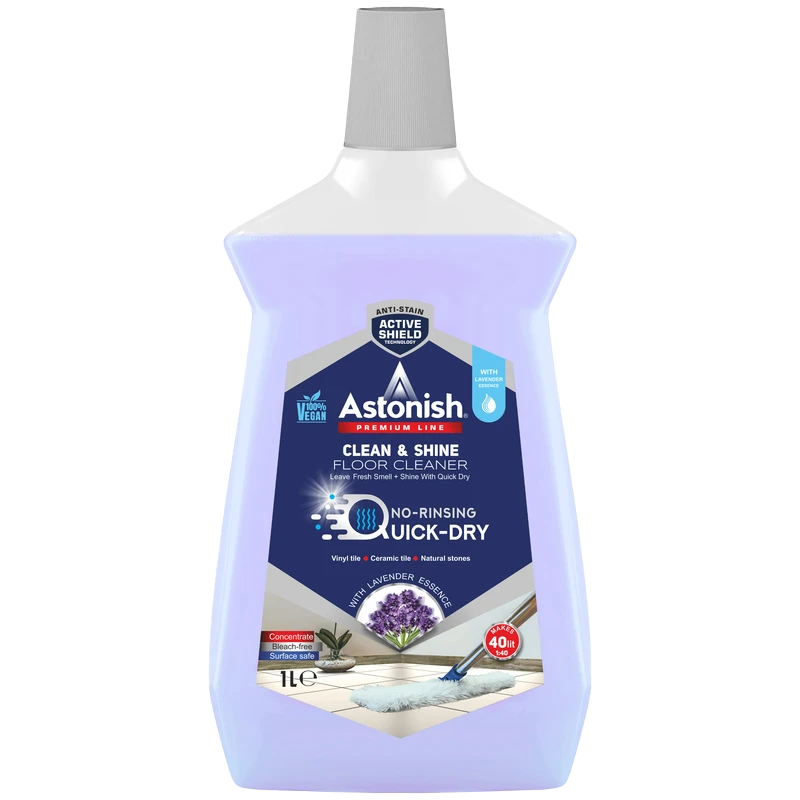 ANTI-STAIN
ACTIVE
SHIELD
TECHNOLOGY
WITH
LAVENDER
ESSENCE
100%
VEGAN
Astonish®
PREMIUM LINE
CLEAN & SHINE
FLOOR CLEANER
Leave Fresh Smell + Shine With Quick Dry
NO-RINSING
QUICK-DRY
Vinyl tile Ceramic tile Natural stones
WITH LAVENDER ESSENCE
Concentrate
Bleach-free
Surface safe
MAKES
40lit
t40
1L℮